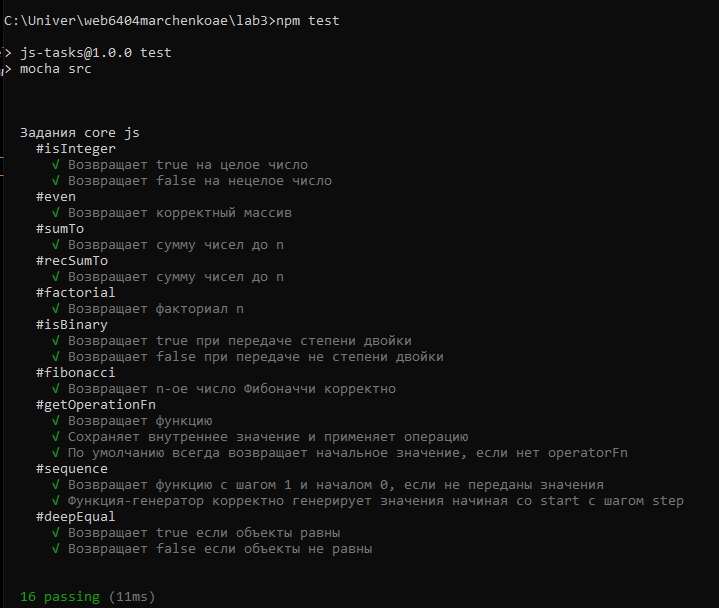 C:\Univer\web6404marchenkoae\lab3>npm test
> js-tasks@1.0.0 test
> mocha src
Задания core js
#isInteger
√ Возвращает true на целое число
√ Возвращает false на нецелое число
#even
√ Возвращает корректный массив
#sumTo
√ Возвращает сумму чисел до n
#recSumTo
√ Возвращает сумму чисел до n
#factorial
√ Возвращает факториал n
#isBinary
√ Возвращает true при передаче степени двойки
√ Возвращает false при передаче не степени двойки
#fibonacci
√ Возвращает n-ое число Фибоначчи корректно
#getOperationFn
√ Возвращает функцию
√ Сохраняет внутреннее значение и применяет операцию
√ По умолчанию всегда возвращает начальное значение, если нет operatorFn
#sequence
√ Возвращает функцию с шагом 1 и началом 0, если не переданы значения
√ Функция-генератор корректно генерирует значения начиная со start с шагом step
#deepEqual
√ Возвращает true если объекты равны
√ Возвращает false если объекты не равны
16 passing (11ms)